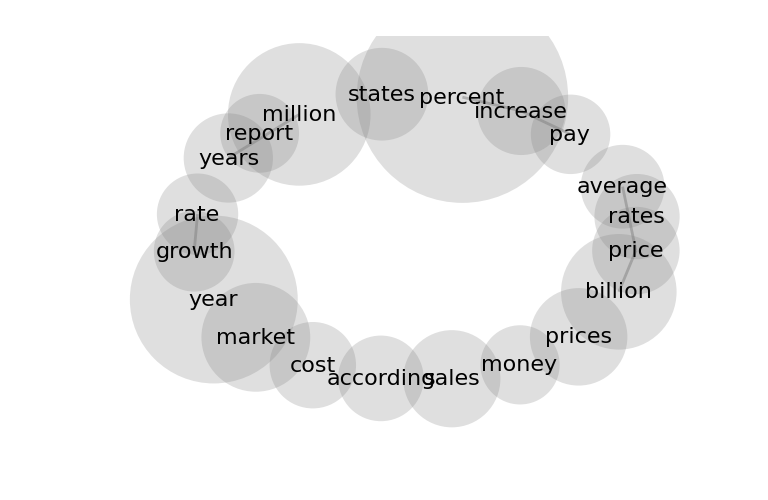 states
percent
million
increase
report
pay
years
average
rate
rates
growth
price
year
billion
market
prices
cost
money
according
sales